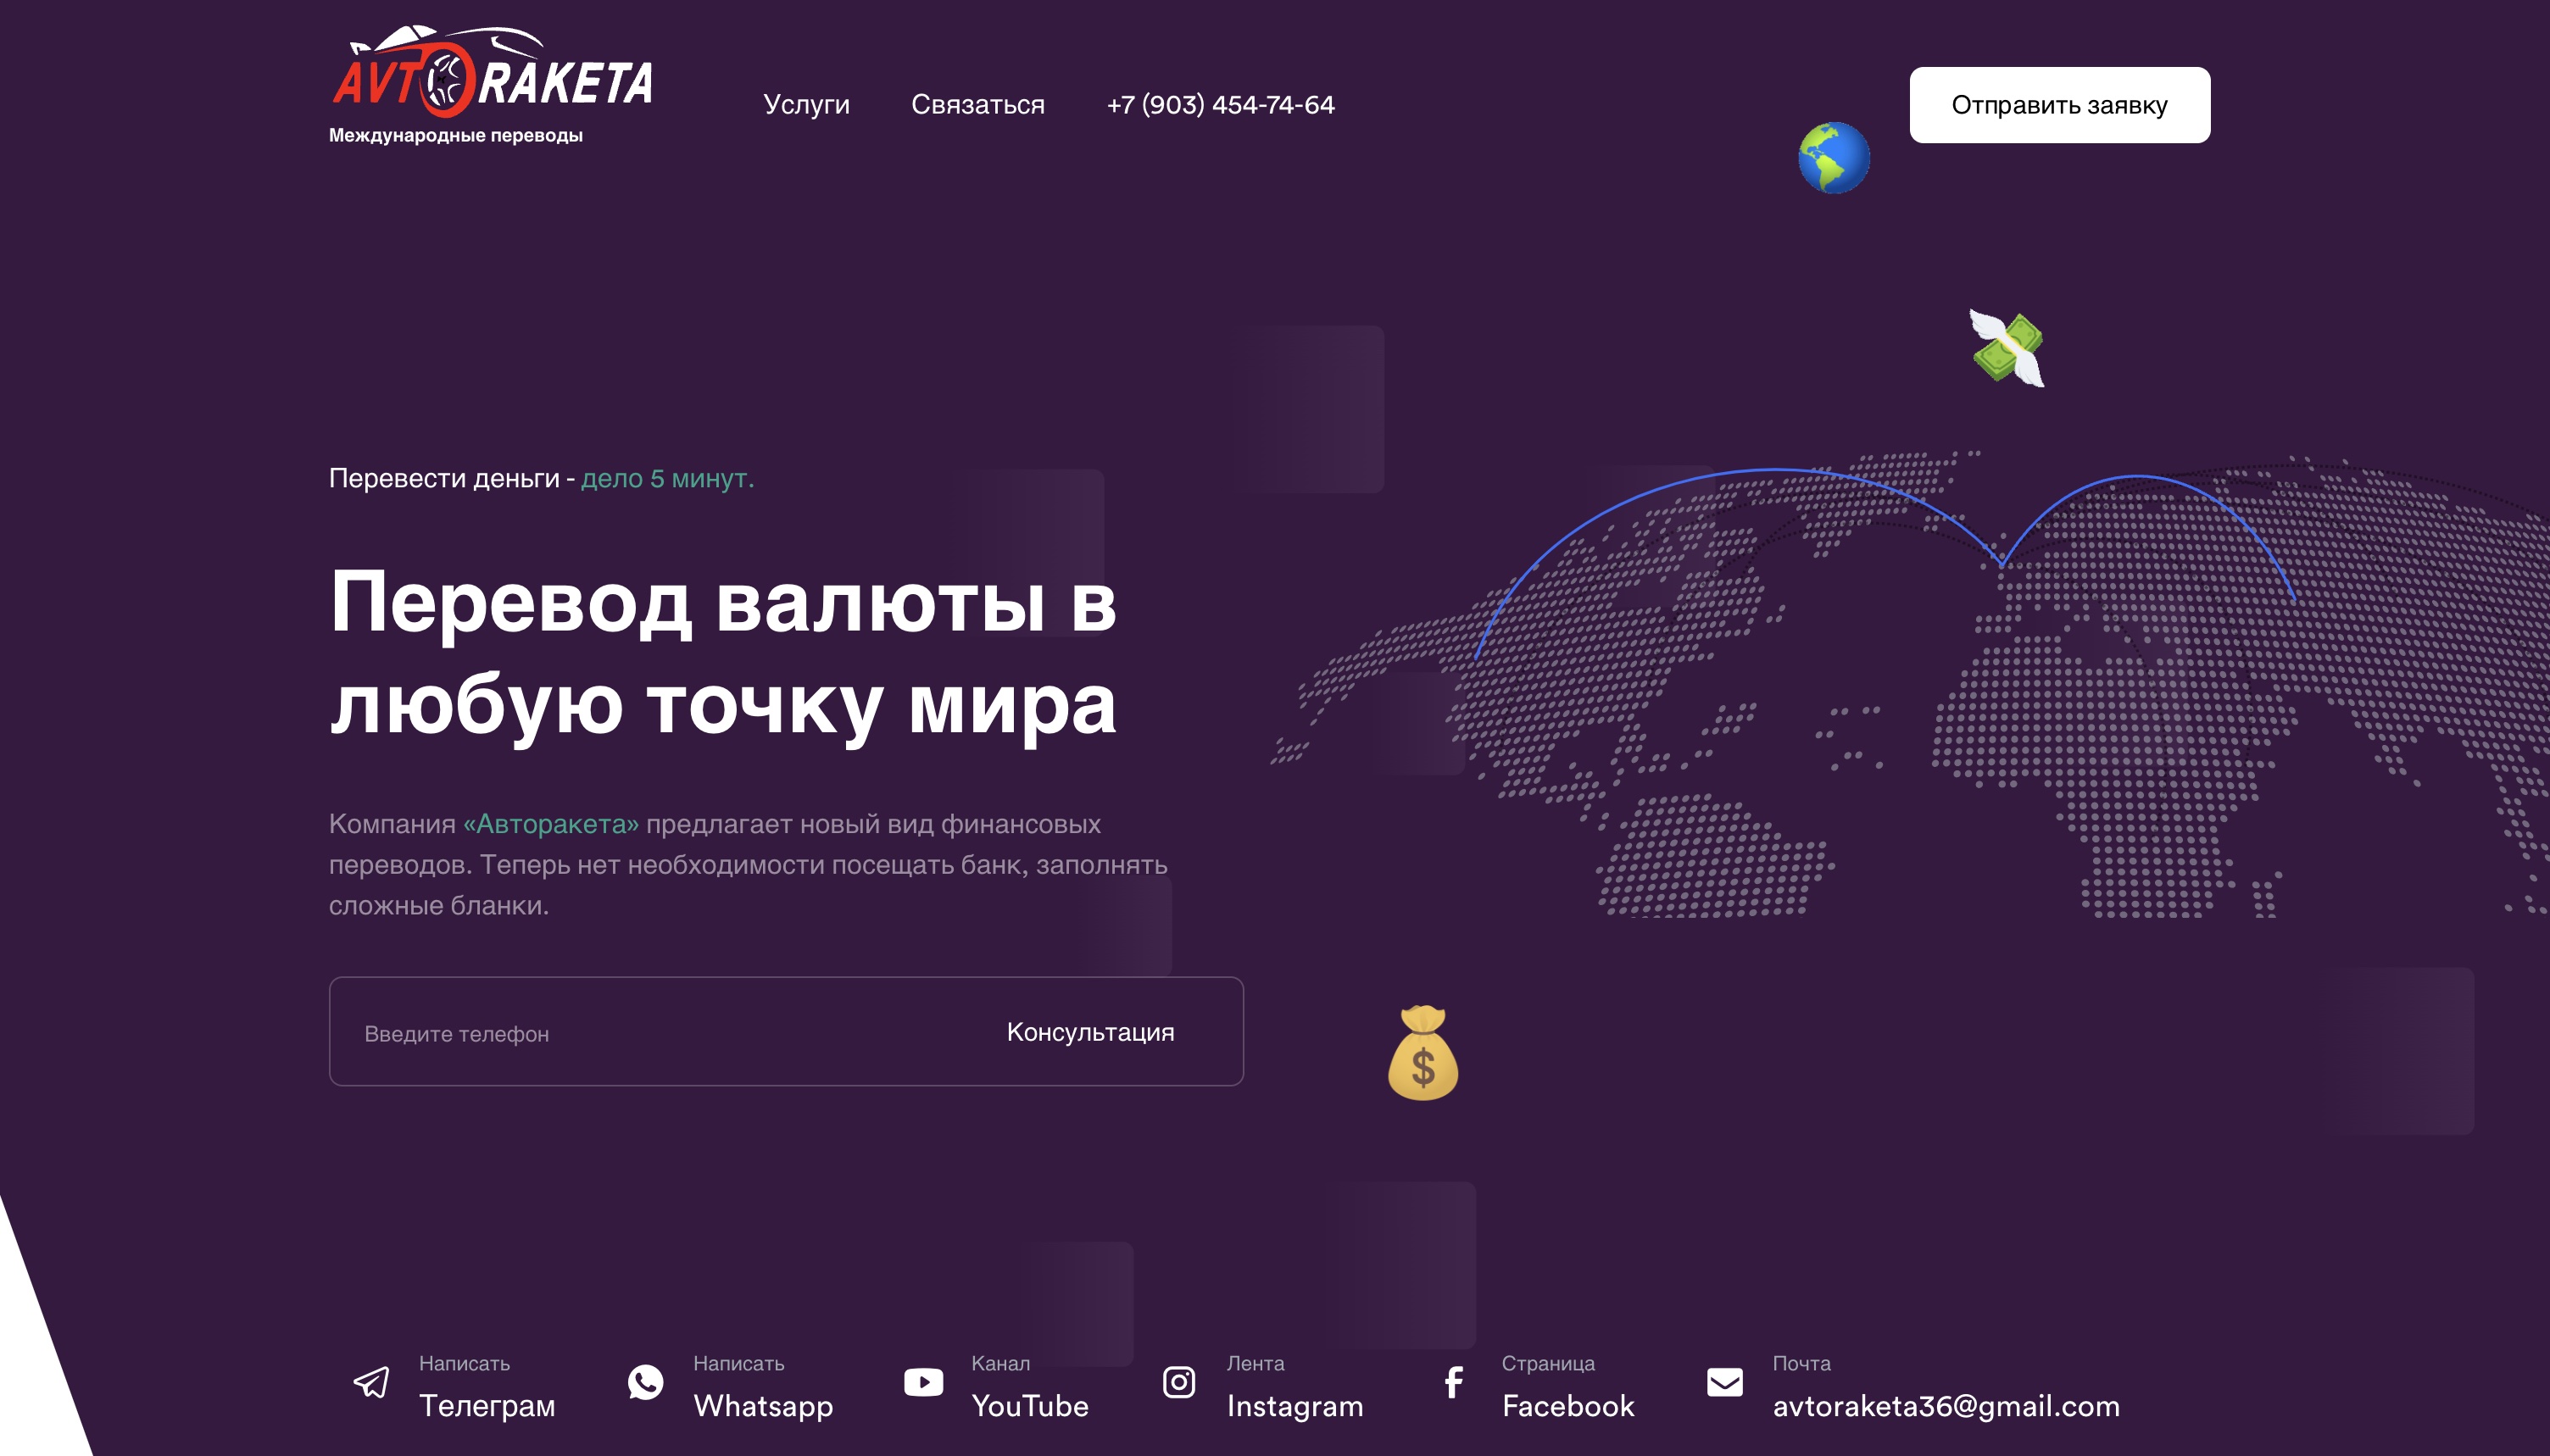 AVTORAKETA
Международные переводы
Услуги
Связаться
+7 (903) 454-74-64
Отправить заявку
Перевести деньги - дело 5 минут.
Перевод валюты в
любую точку мира
Компания «Авторакета» предлагает новый вид финансовых
переводов. Теперь нет необходимости посещать банк, заполнять
сложные бланки.
Введите телефон
Консультация
$
Написать
Телеграм
Написать
Whatsapp
Канал
YouTube
Лента
Instagram
Страница
Facebook
Почта
avtoraketa36@gmail.com